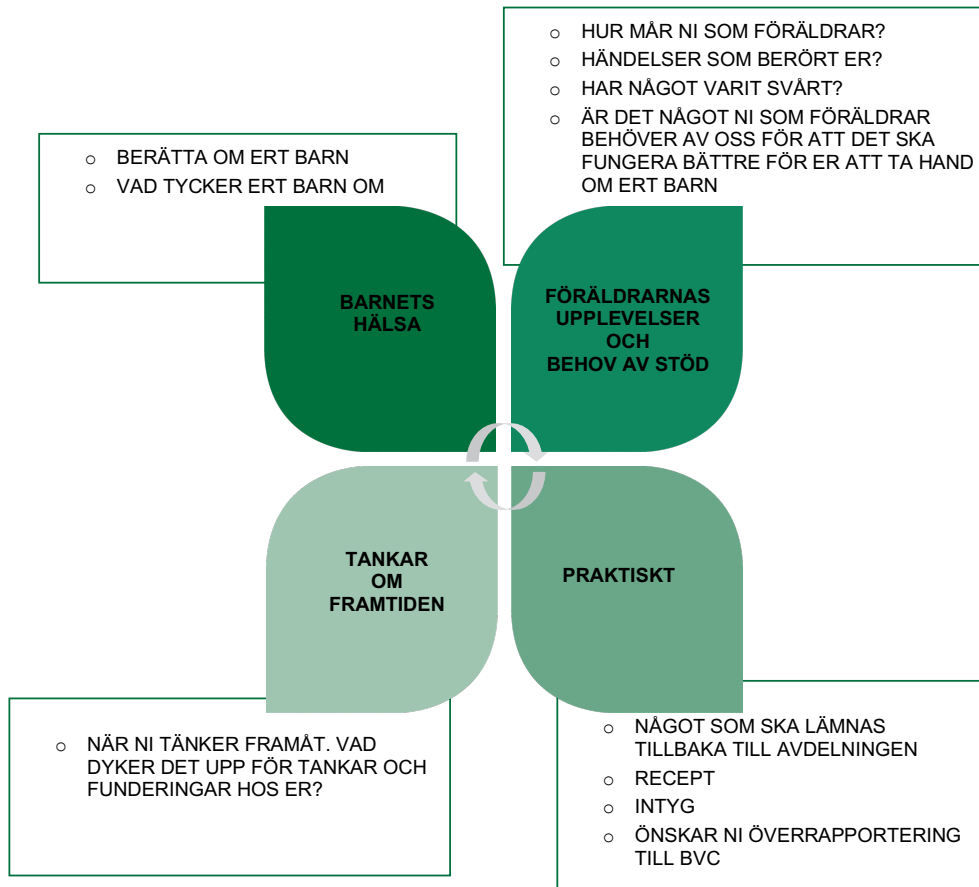 HUR MÅR NI SOM FÖRÄLDRAR?
HÄNDELSER SOM BERÖRT ER?
HAR NÅGOT VARIT SVÅRT?
ÄR DET NÅGOT NI SOM FÖRÄLDRAR
BEHÖVER AV OSS FÖR ATT DET SKA
FUNGERA BÄTTRE FÖR ER ATT TA HAND
OM ERT BARN
BERÄTTA OM ERT BARN
VAD TYCKER ERT BARN OM
BARNETS
HÄLSA
FÖRÄLDRARNAS
UPPLEVELSER
OCH
BEHOV AV STÖD
TANKAR
OM
FRAMTIDEN
PRAKTISKT
NÄR NI TÄNKER FRAMÅT. VAD
DYKER DET UPP FÖR TANKAR OCH
FUNDERINGAR HOS ER?
NÅGOT SOM SKA LÄMNAS
TILLBAKA TILL AVDELNINGEN
RECEPT
INTYG
ÖNSKAR NI ÖVERRAPPORTERING
TILL BVC